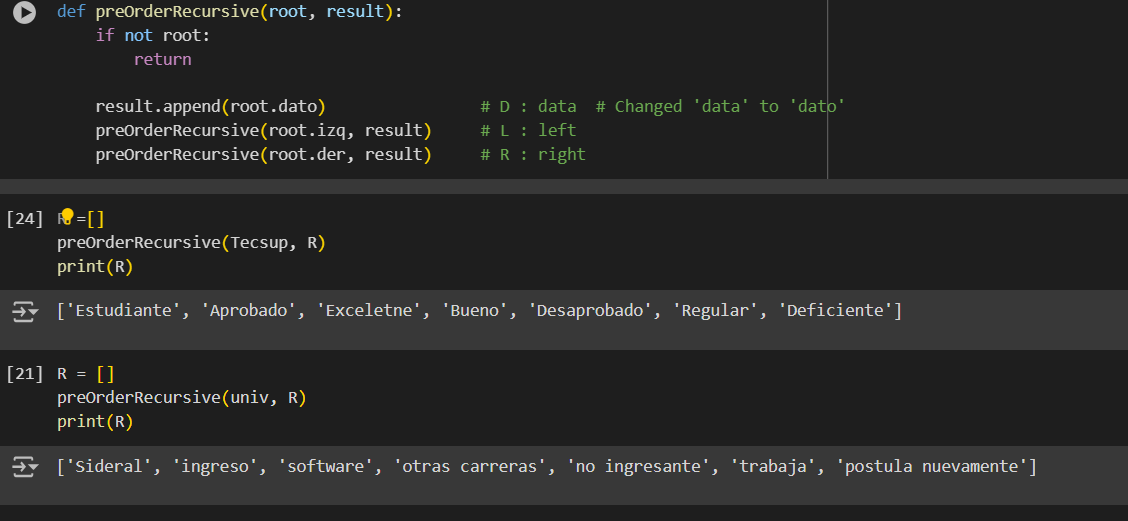 def preOrderRecursive(root, result):
    if not root:
        return
    result.append(root.dato)                # D : data  # Changed 'data' to 'dato'
    preOrderRecursive(root.izq, result)     # L : left
    preOrderRecursive(root.der, result)     # R : right
[24] R =[]
preOrderRecursive(Tecsup, R)
print(R)
['Estudiante', 'Aprobado', 'Exceletne', 'Bueno', 'Desaprobado', 'Regular', 'Deficiente']
[21] R = []
preOrderRecursive(univ, R)
print(R)
['Sideral', 'ingreso', 'software', 'otras carreras', 'no ingresante', 'trabaja', 'postula nuevamente']